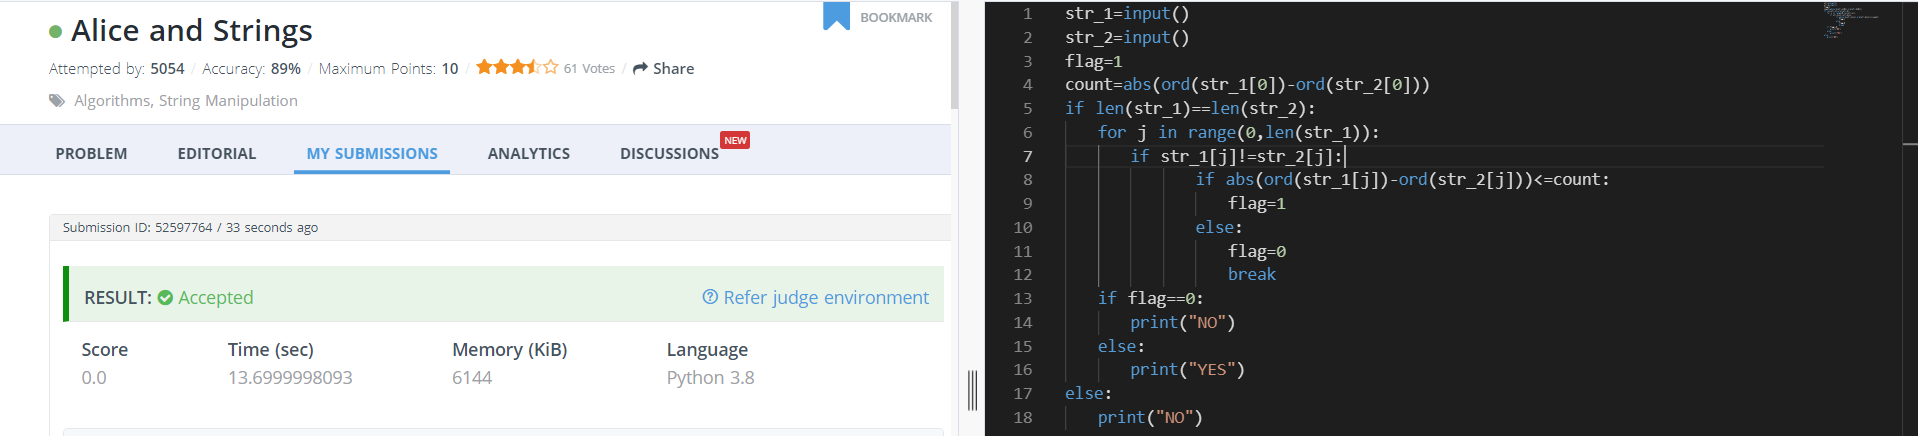 Alice and Strings
BOOKMARK
Attempted by: 5054 / Accuracy: 89% / Maximum Points: 10 / 61 Votes / Share
Algorithms, String Manipulation
PROBLEM EDITORIAL MY SUBMISSIONS ANALYTICS DISCUSSIONS NEW
Submission ID: 52597764 / 33 seconds ago
RESULT: Accepted Refer judge environment
Score Time (sec) Memory (KiB) Language
0.0 13.6999998093 6144 Python 3.8
1 str_1=input()
2 str_2=input()
3 flag=1
4 count=abs(ord(str_1[0])-ord(str_2[0]))
5 if len(str_1)==len(str_2):
6 for j in range(0,len(str_1)):
7 if str_1[j]!=str_2[j]:
8 if abs(ord(str_1[j])-ord(str_2[j]))<=count:
9 flag=1
10 else:
11 flag=0
12 break
13 if flag==0:
14 print("NO")
15 else:
16 print("YES")
17 else:
18 print("NO")